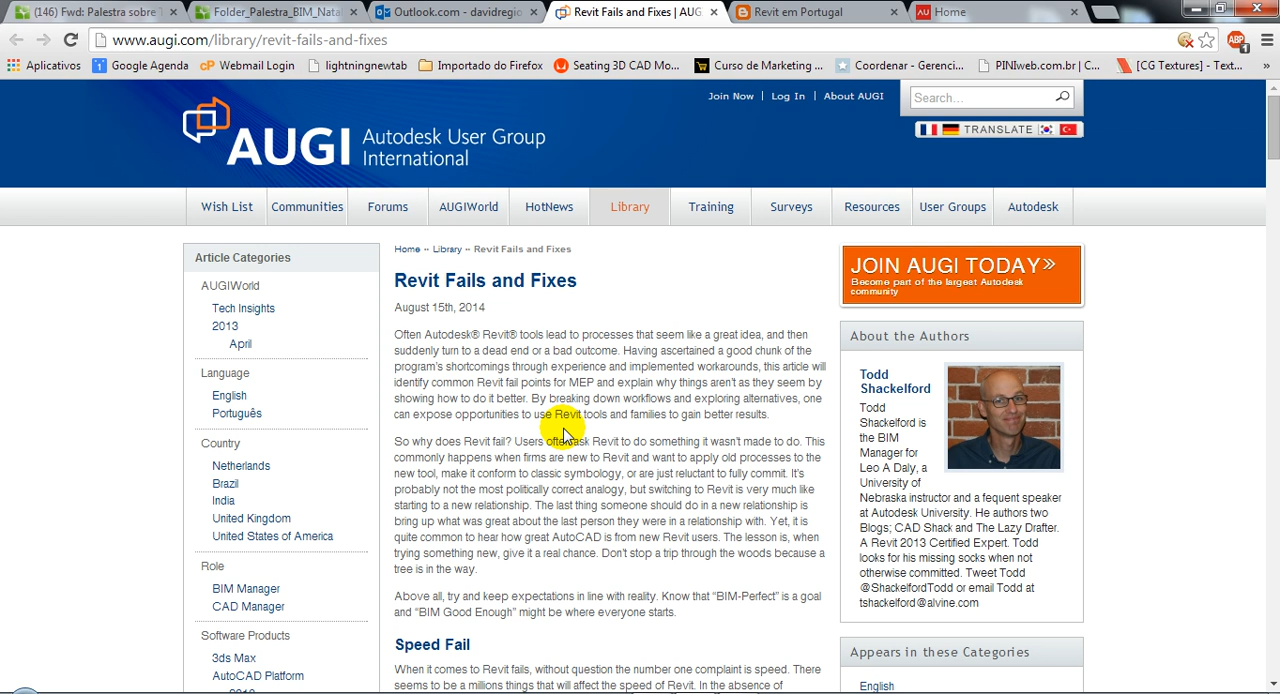 (146) Fwd: Palestra sobre T
Folder_Palestra_BIM_Nata
Outlook.com - davidregio
Revit Fails and Fixes | AUG
Revit em Portugal
Home
www.augi.com/library/revit-fails-and-fixes
Aplicativos
Google Agenda
Webmail Login
lightningnewtab
Importado do Firefox
Seating 3D CAD Mo...
Curso de Marketing ...
Coordenar - Gerenci...
PINIweb.com.br | C...
[CG Textures] - Text...
Join Now | Log In | About AUGI
Search...
TRANSLATE
AUGI Autodesk User Group
International
Wish List
Communities
Forums
AUGIWorld
HotNews
Library
Training
Surveys
Resources
User Groups
Autodesk
Article Categories
AUGIWorld
Tech Insights
2013
April
Language
English
Português
Country
Netherlands
Brazil
India
United Kingdom
United States of America
Role
BIM Manager
CAD Manager
Software Products
3ds Max
AutoCAD Platform
Home ›› Library ›› Revit Fails and Fixes
Revit Fails and Fixes
August 15th, 2014
Often Autodesk® Revit® tools lead to processes that seem like a great idea, and then
suddenly turn to a dead end or a bad outcome. Having ascertained a good chunk of the
program's shortcomings through experience and implemented workarounds, this article will
identify common Revit fail points for MEP and explain why things aren't as they seem by
showing how to do it better. By breaking down workflows and exploring alternatives, one
can expose opportunities to use Revit tools and families to gain better results.
So why does Revit fail? Users often ask Revit to do something it wasn't made to do. This
commonly happens when firms are new to Revit and want to apply old processes to the
new tool, make it conform to classic symbology, or are just reluctant to fully commit. It's
probably not the most politically correct analogy, but switching to Revit is very much like
starting to a new relationship. The last thing someone should do in a new relationship is
bring up what was great about the last person they were in a relationship with. Yet, it is
quite common to hear how great AutoCAD is from new Revit users. The lesson is, when
trying something new, give it a real chance. Don't stop a trip through the woods because a
tree is in the way.
Above all, try and keep expectations in line with reality. Know that “BIM-Perfect” is a goal
and “BIM Good Enough” might be where everyone starts.
Speed Fail
When it comes to Revit fails, without question the number one complaint is speed. There
seems to be a millions things that will affect the speed of Revit. In the absence of
JOIN AUGI TODAY»
Become part of the largest Autodesk
community
About the Authors
Todd
Shackelford
Todd
Shackelford is
the BIM
Manager for
Leo A Daly, a
University of
Nebraska instructor and a fequent speaker
at Autodesk University. He authors two
Blogs; CAD Shack and The Lazy Drafter.
A Revit 2013 Certified Expert. Todd
looks for his missing socks when not
otherwise committed. Tweet Todd
@ShackelfordTodd or email Todd at
tshackelford@alvine.com
Appears in these Categories
English